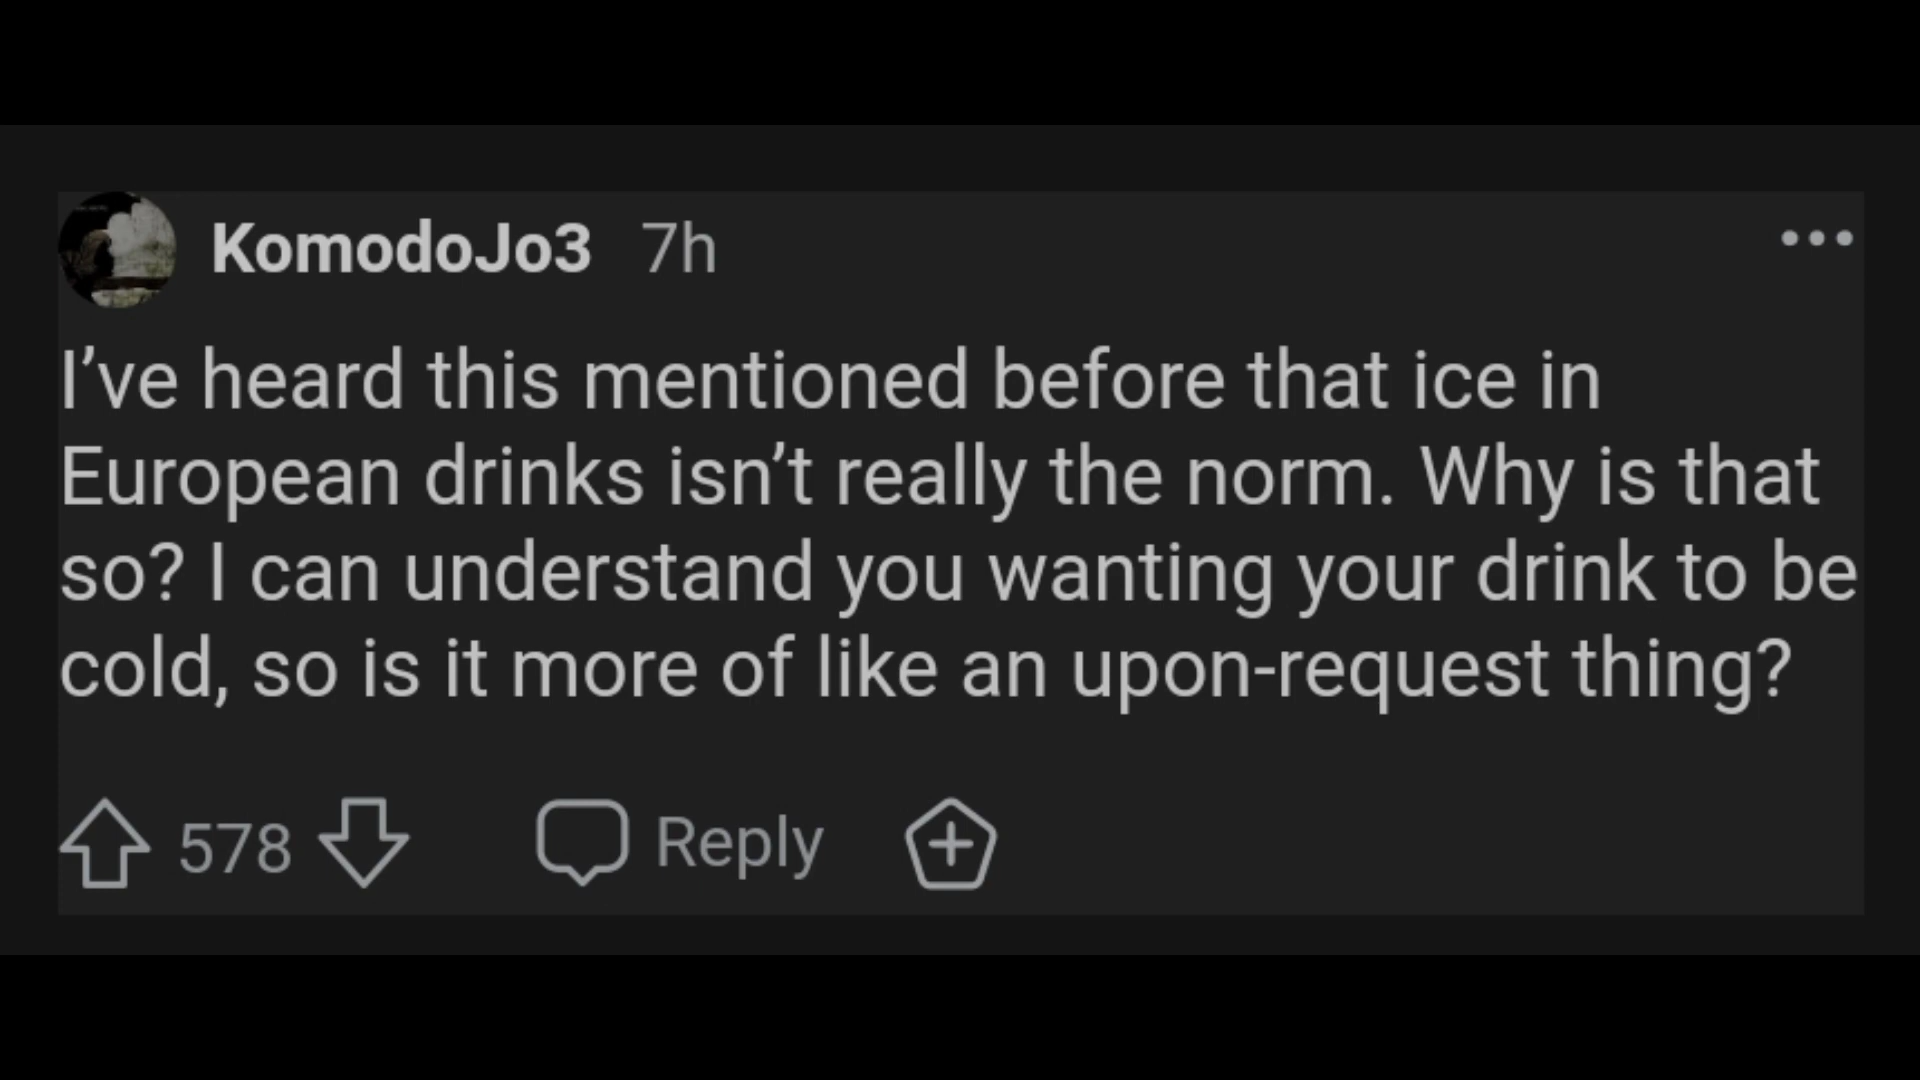 KomodoJo3 7h
I’ve heard this mentioned before that ice in
European drinks isn’t really the norm. Why is that
so? I can understand you wanting your drink to be
cold, so is it more of like an upon-request thing?
578 Reply